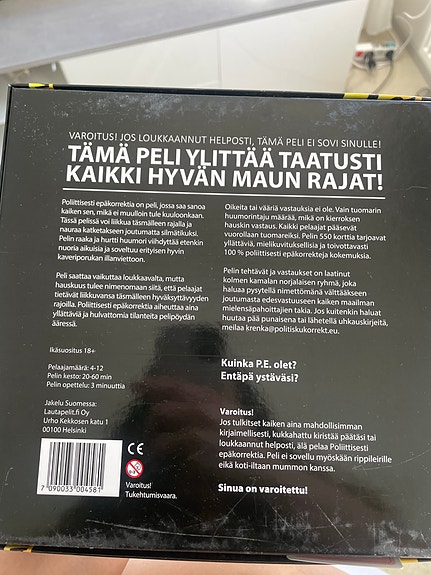 VAROITUS! JOS LOUKKAANNUT HELPOSTI, TÄMÄ PELI EI SOVI SINULLE!
TÄMÄ PELI YLITTÄÄ TAATUSTI
KAIKKI HYVÄN MAUN RAJAT!
Poliittisesti epäkorrektia on peli, jossa saa sanoa
kaiken sen, mikä ei muulloin tule kuuloonkaan.
Tässä pelissä voi liikkua täsmälleen rajalla ja
nauraa katketakseen joutumatta silmätikuksi.
Pelin raaka ja hurtti huumori viihdyttää etenkin
nuoria aikuisia ja soveltuu erityisen hyvin
kaveriporukan illanviettoon.
Peli saattaa vaikuttaa loukkaavalta, mutta
hauskuus tulee nimenomaan siitä, että pelaajat
tietävät liikkuvansa täsmälleen hyväksyttävyyden
rajoilla. Poliittisesti epäkorrektia aiheuttaa aina
yllättäviä ja hulvattomia tilanteita pelipöydän
ääressä.
Ikäsuositus 18+
Pelaajamäärä: 4-12
Pelin kesto: 20-60 min
Pelin opettelu: 3 minuuttia
Jakelu Suomessa:
Lautapelit.fi Oy
Urho Kekkosen katu 1
00100 Helsinki
7 090033 004581
CE
0-3
Varoitus!
Tukehtumisvaara.
Oikeita tai vääriä vastauksia ei ole. Vain tuomarin
huumorintaju määrää, mikä on kierroksen
hauskin vastaus. Kaikki pelaajat pääsevät
vuorollaan tuomareiksi. Pelin 550 korttia tarjoavat
yllättäviä, mielikuvituksellisia ja toivottavasti
100 % poliittisesti epäkorrekteja kokemuksia.
Pelin tehtävät ja vastaukset on laatinut
kolmen kamalan norjalaisen ryhmä, joka
haluaa pysytellä nimettömänä välttääkseen
joutumasta edesvastuuseen kaiken maailman
mielensäpahoittajien takia. Jos kuitenkin haluat
huutaa pää punaisena tai lähetellä uhkauskirjeitä,
meilaa krenka@politiskukorrekt.eu.
Kuinka P.E. olet?
Entäpä ystäväsi?
Varoitus!
Jos tulkitset kaiken aina mahdollisimman
kirjaimellisesti, kukkahattu kiristää päätäsi tai
loukkaannut helposti, älä pelaa Poliittisesti
epäkorrektia. Peli ei sovellu myöskään rippileirille
eikä koti-iltaan mummon kanssa.
Sinua on varoitettu!